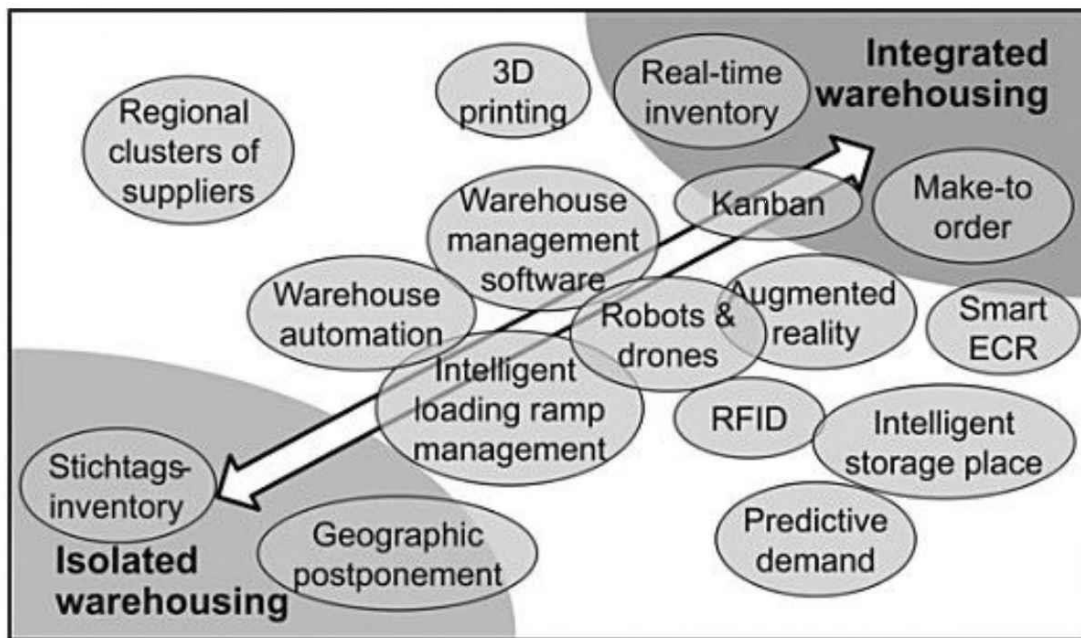 3D
printing
Real-time
inventory
Integrated
warehousing
Regional
clusters of
suppliers
Warehouse
management
software
Kanban
Make-to
order
Warehouse
automation
Robots &
drones
Augmented
reality
Smart
ECR
Intelligent
loading ramp
management
RFID
Intelligent
storage place
Stichtags-
inventory
Geographic
postponement
Predictive
demand
Isolated
warehousing